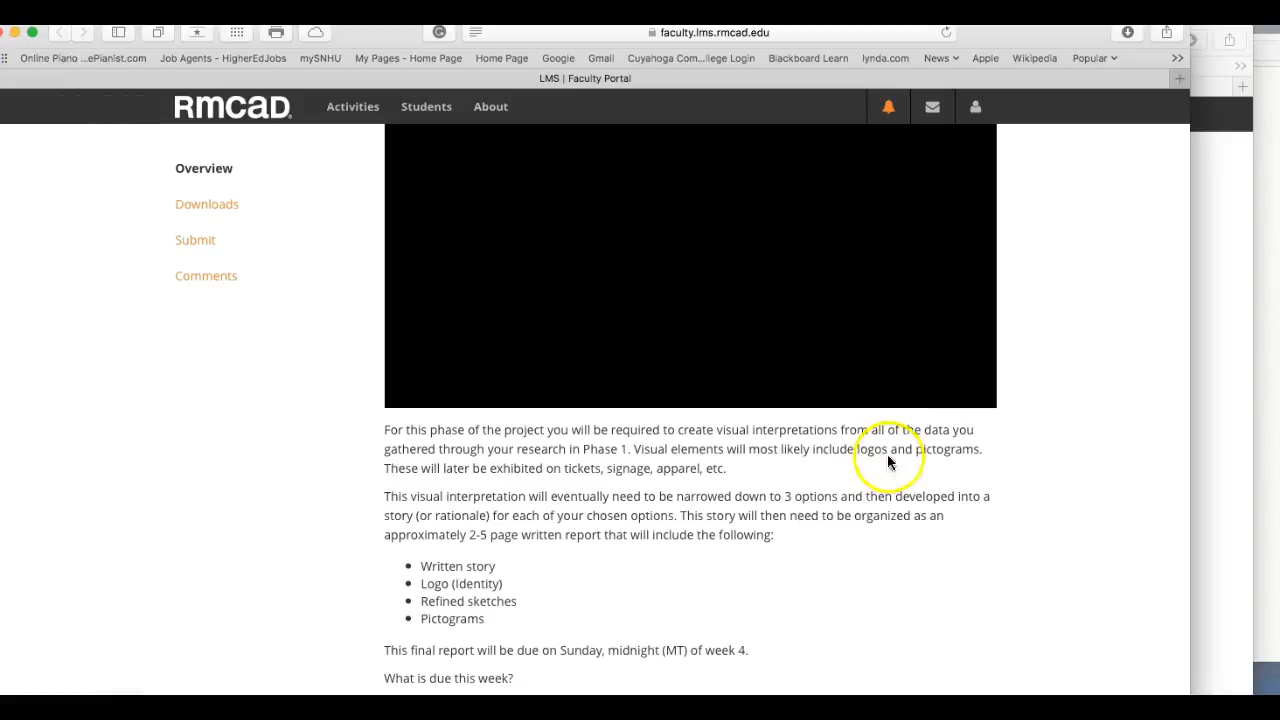 faculty.lms.rmcad.edu
Online Piano ...ePianist.com Job Agents - HigherEdJobs mySNHU My Pages - Home Page Home Page Google Gmail Cuyahoga Com...liege Login Blackboard Learn lynda.com News Apple Wikipedia Popular >>
LMS | Faculty Portal
RMCAD Activities Students About
Overview
Downloads
Submit
Comments
For this phase of the project you will be required to create visual interpretations from all of the data you
gathered through your research in Phase 1. Visual elements will most likely include logos and pictograms.
These will later be exhibited on tickets, signage, apparel, etc.
This visual interpretation will eventually need to be narrowed down to 3 options and then developed into a
story (or rationale) for each of your chosen options. This story will then need to be organized as an
approximately 2-5 page written report that will include the following:
• Written story
• Logo (Identity)
• Refined sketches
• Pictograms
This final report will be due on Sunday, midnight (MT) of week 4.
What is due this week?